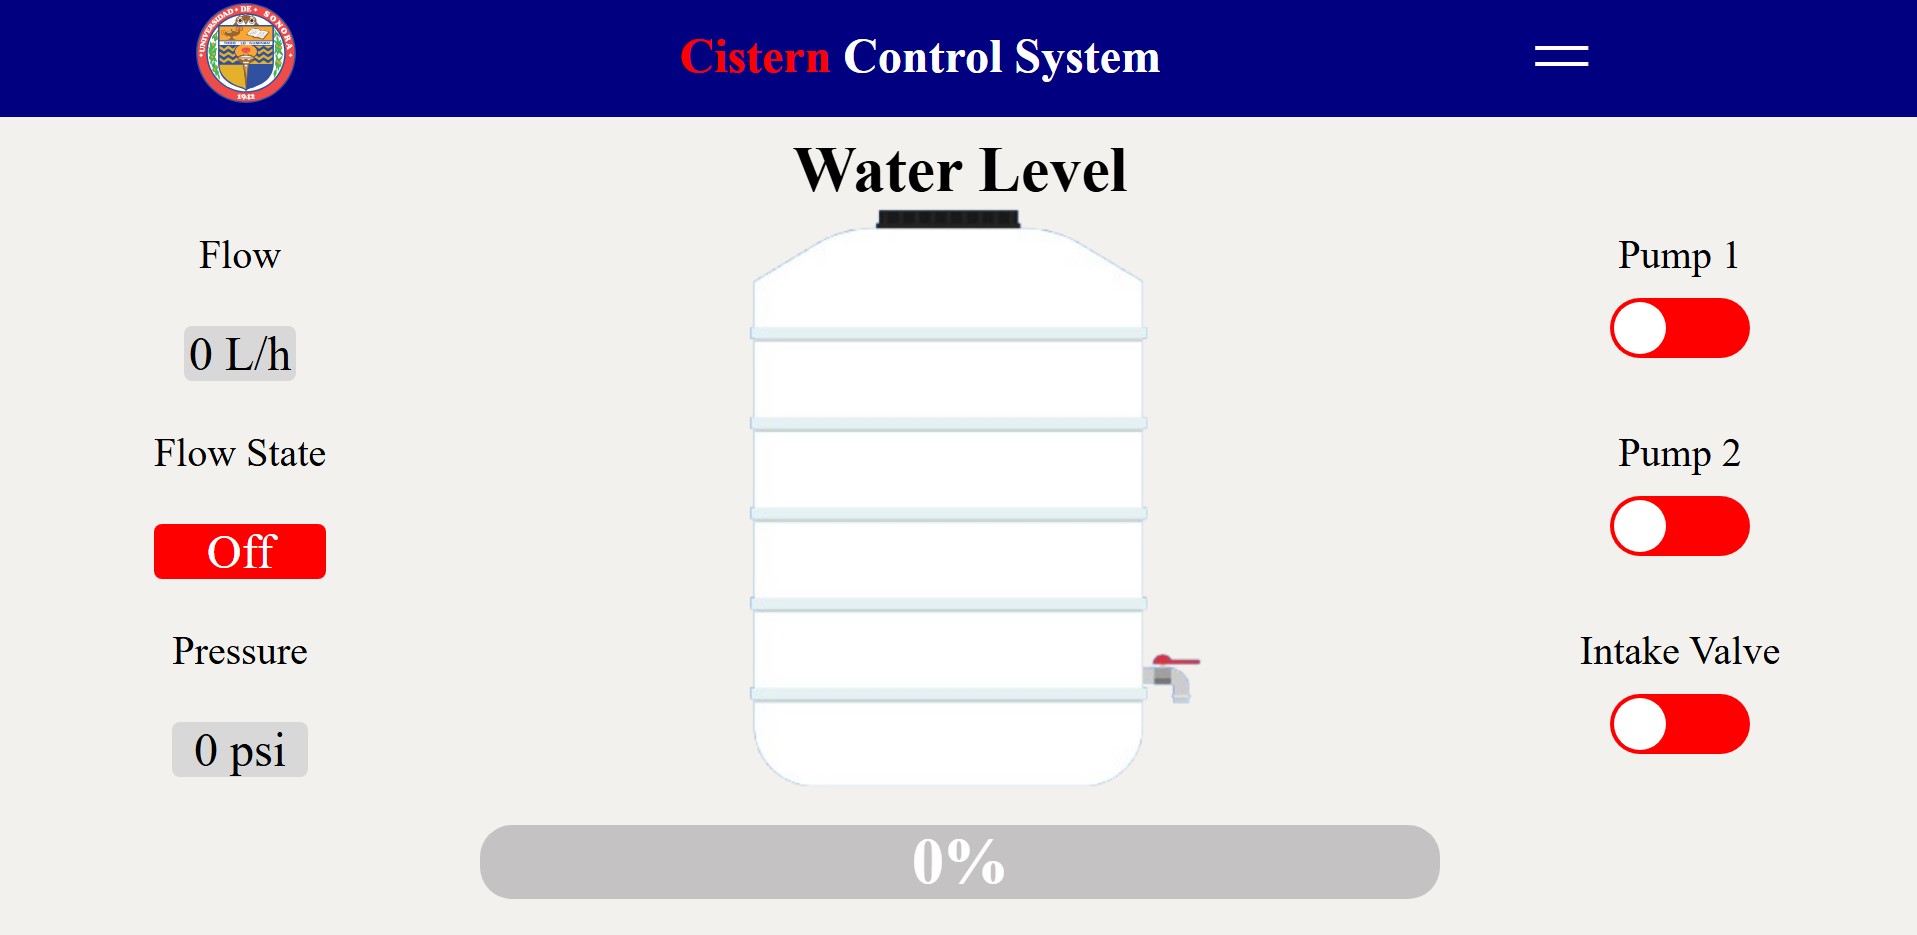 UNIVERSIDAD • DE • SONORA
1942
Cistern Control System
Water Level
Flow
0 L/h
Flow State
Off
Pressure
0 psi
Pump 1
Pump 2
Intake Valve
0%